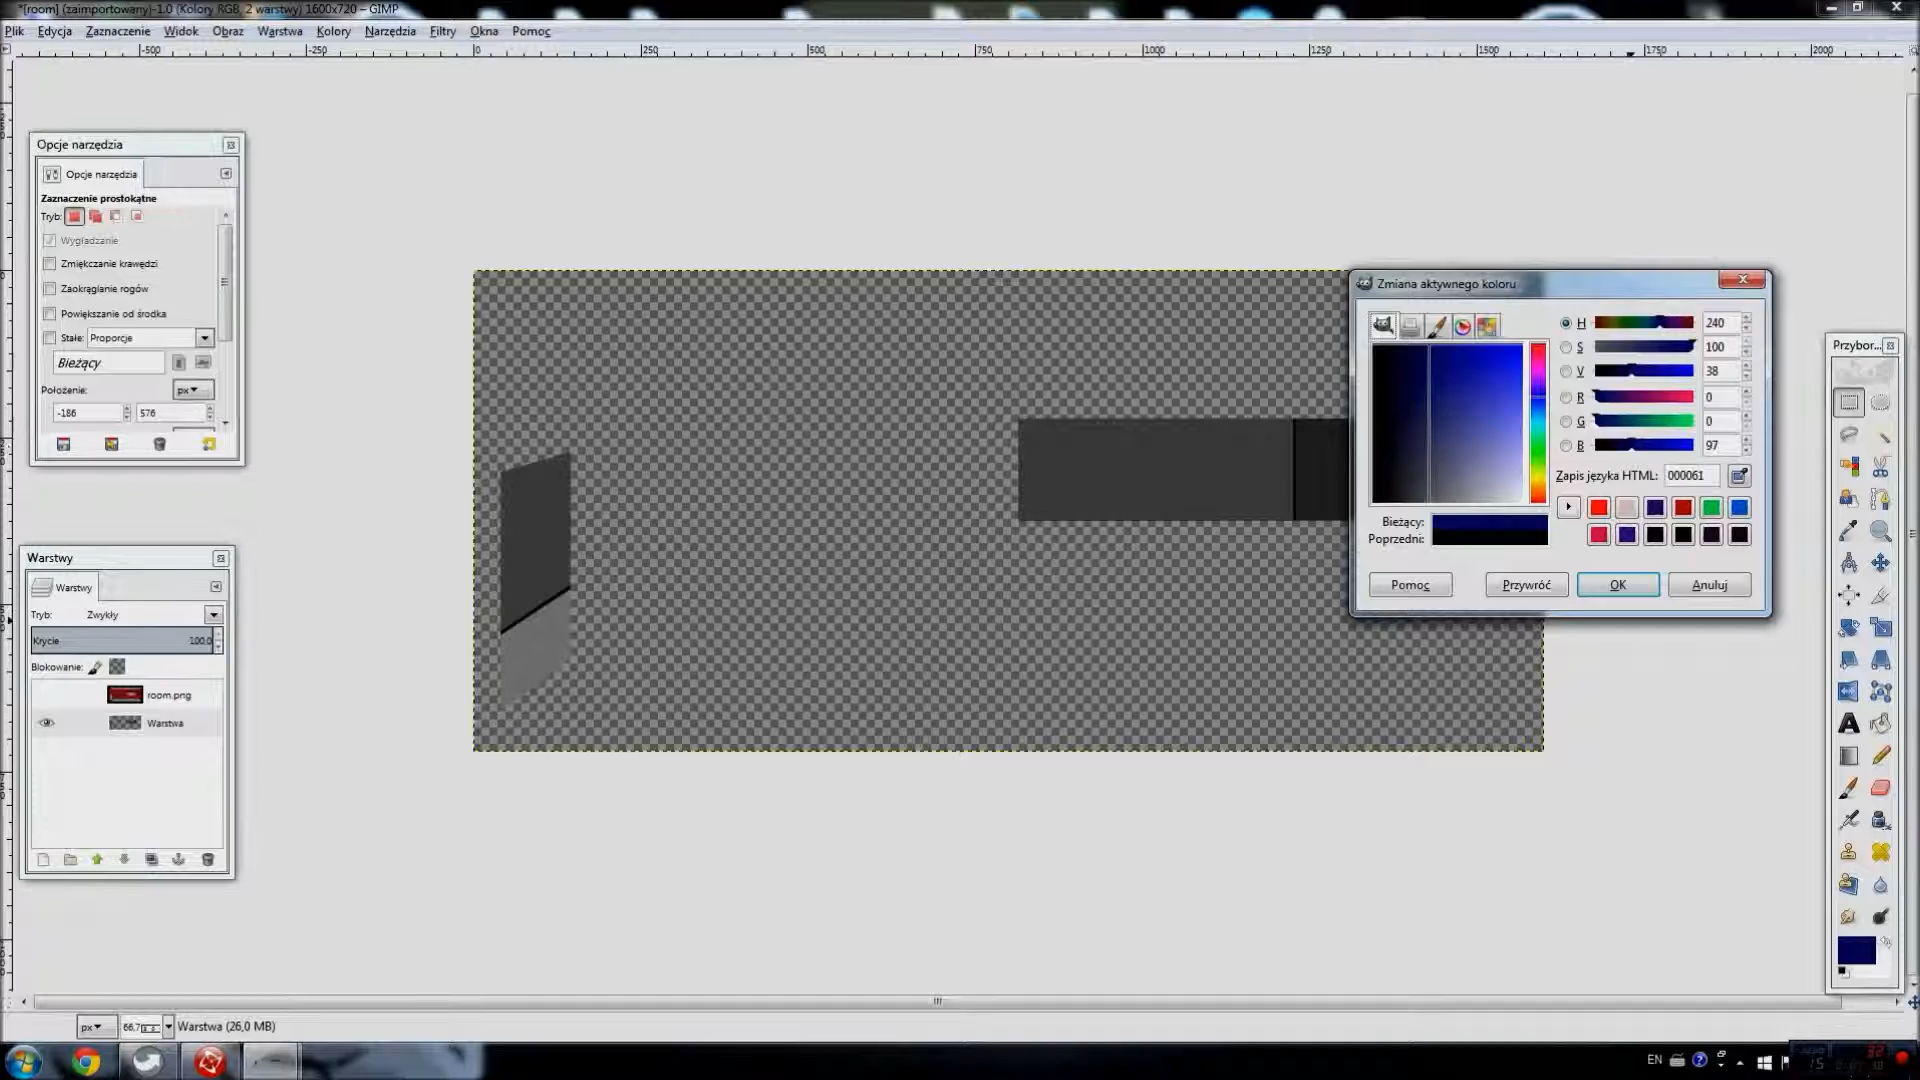 *[room] (zaimportowany)-1.0 (Kolory RGB, 2 warstwy) 1600x720 – GIMP
Plik Edycja Zaznaczenie Widok Obraz Warstwa Kolory Narzędzia Filtry Okna Pomoc
-500 -250 0 250 500 750 1000 1250 1500 1750 2000
Opcje narzędzia
Opcje narzędzia
Zaznaczenie prostokątne
Tryb:
Wygładzanie
Zmiękczanie krawędzi
Zaokrąglanie rogów
Powiększanie od środka
Stałe: Proporcje
Bieżący
Położenie: px
-186 576
Warstwy
Warstwy
Tryb: Zwykły
Krycie 100,0
Blokowanie:
room.png
Warstwa
Zmiana aktywnego koloru
H 240
S 100
V 38
R 0
G 0
B 97
Zapis języka HTML: 000061
Bieżący:
Poprzedni:
Pomoc Przywróć OK Anuluj
Przybor...
px 66,7 Warstwa (26,0 MB)
EN